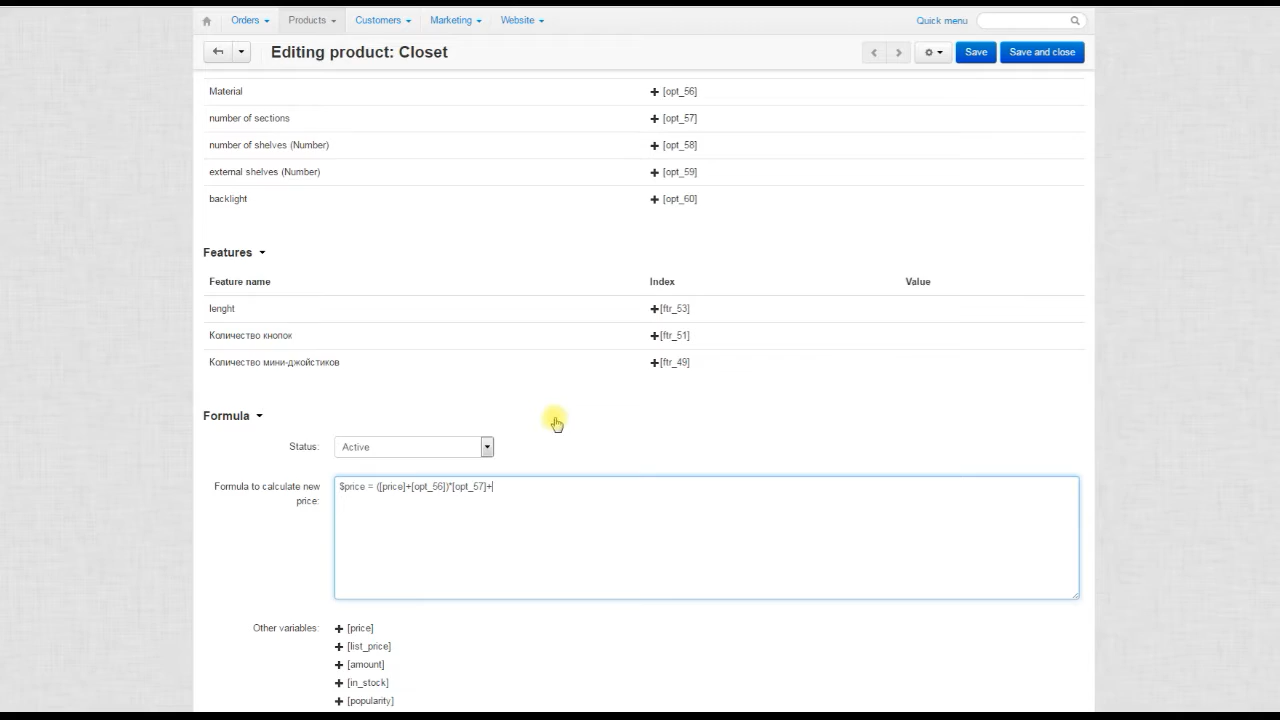 Orders Products Customers Marketing Website Quick menu
Editing product: Closet Save Save and close
Material [opt_56]
number of sections [opt_57]
number of shelves (Number) [opt_58]
external shelves (Number) [opt_59]
backlight [opt_60]
Features
Feature name Index Value
lenght [ftr_53]
Количество кнопок [ftr_51]
Количество мини-джойстиков [ftr_49]
Formula
Status: Active
Formula to calculate new
price:
$price = ([price]+[opt_56])*[opt_57]+
Other variables: [price]
[list_price]
[amount]
[in_stock]
[popularity]